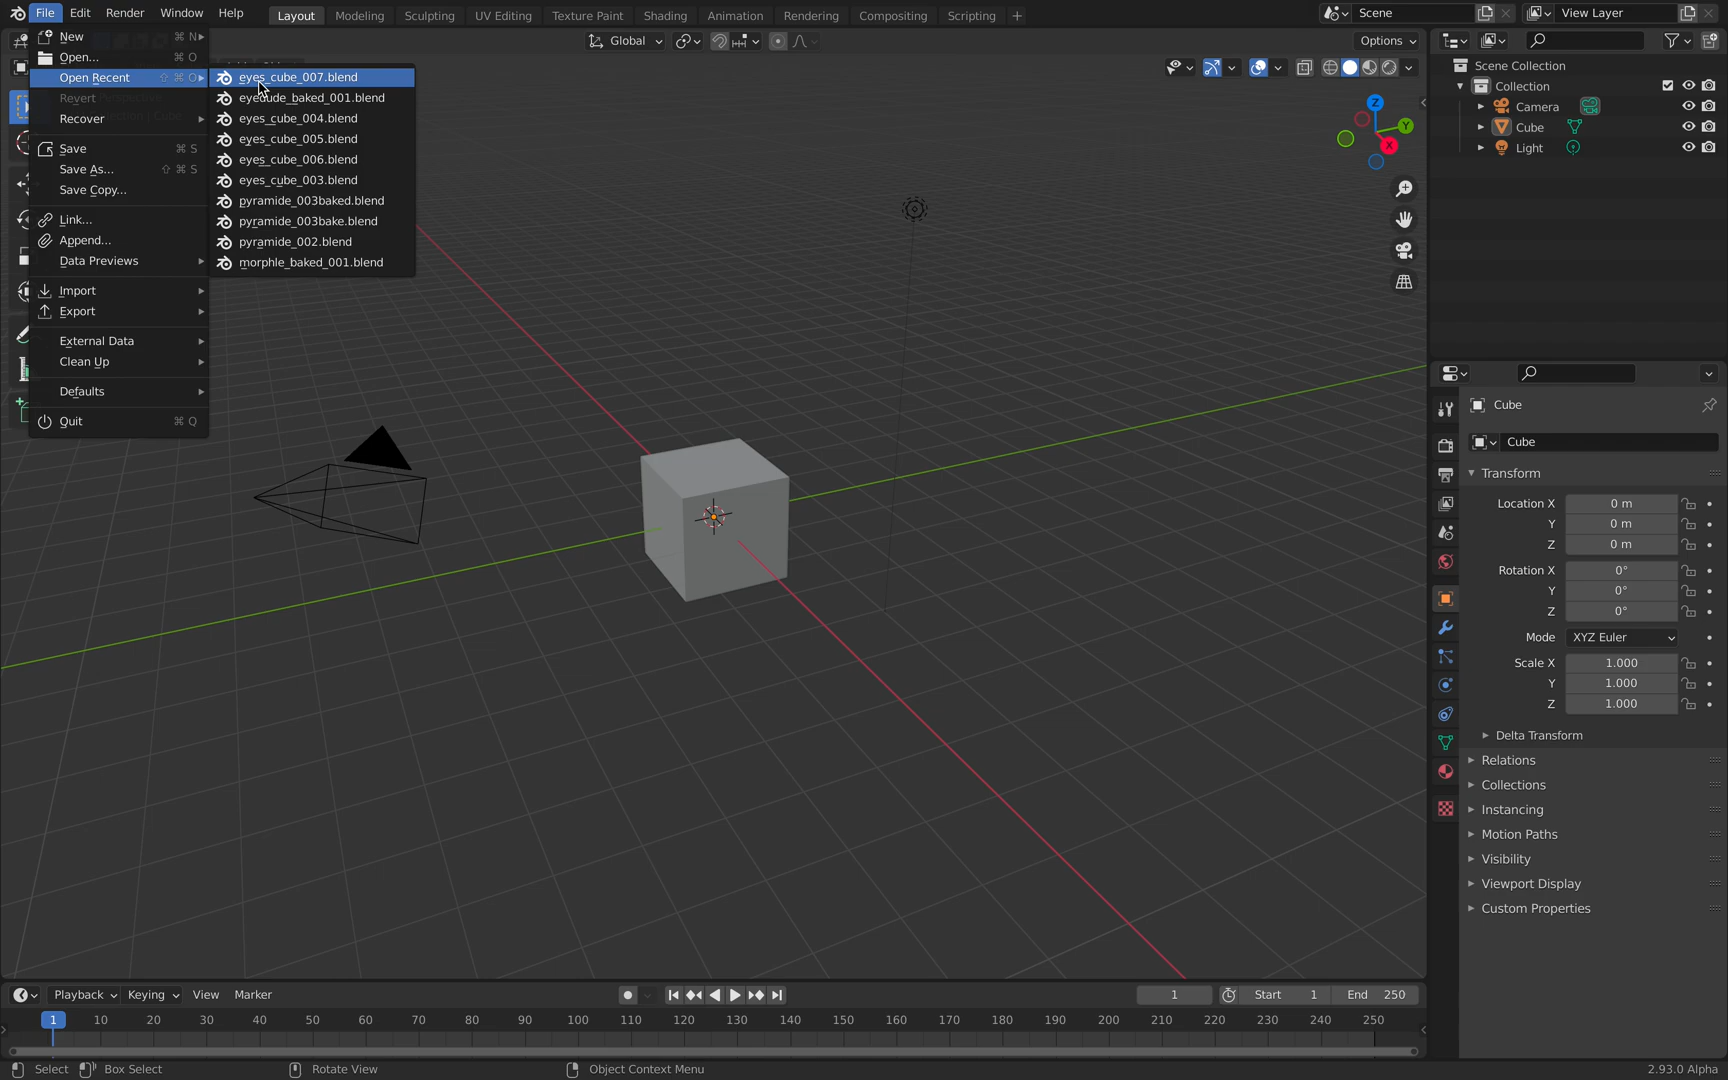 File Edit Render Window Help Layout Modeling Sculpting UV Editing Texture Paint Shading Animation Rendering Compositing Scripting + Scene View Layer
Global Options
New ⌘ N
Open... ⌘ O
Open Recent ⇧ ⌘ O
Revert
Recover
Save ⌘ S
Save As... ⇧ ⌘ S
Save Copy...
Link...
Append...
Data Previews
Import
Export
External Data
Clean Up
Defaults
Quit ⌘ Q
eyes_cube_007.blend
eyedude_baked_001.blend
eyes_cube_004.blend
eyes_cube_005.blend
eyes_cube_006.blend
eyes_cube_003.blend
pyramide_003baked.blend
pyramide_003bake.blend
pyramide_002.blend
morphle_baked_001.blend
Z
Y
X
Scene Collection
Collection
Camera
Cube
Light
Cube
Cube
Transform
Location X 0 m
Y 0 m
Z 0 m
Rotation X 0°
Y 0°
Z 0°
Mode XYZ Euler
Scale X 1.000
Y 1.000
Z 1.000
Delta Transform
Relations
Collections
Instancing
Motion Paths
Visibility
Viewport Display
Custom Properties
Playback Keying View Marker 1 Start 1 End 250
1 10 20 30 40 50 60 70 80 90 100 110 120 130 140 150 160 170 180 190 200 210 220 230 240 250
Select Box Select Rotate View Object Context Menu 2.93.0 Alpha